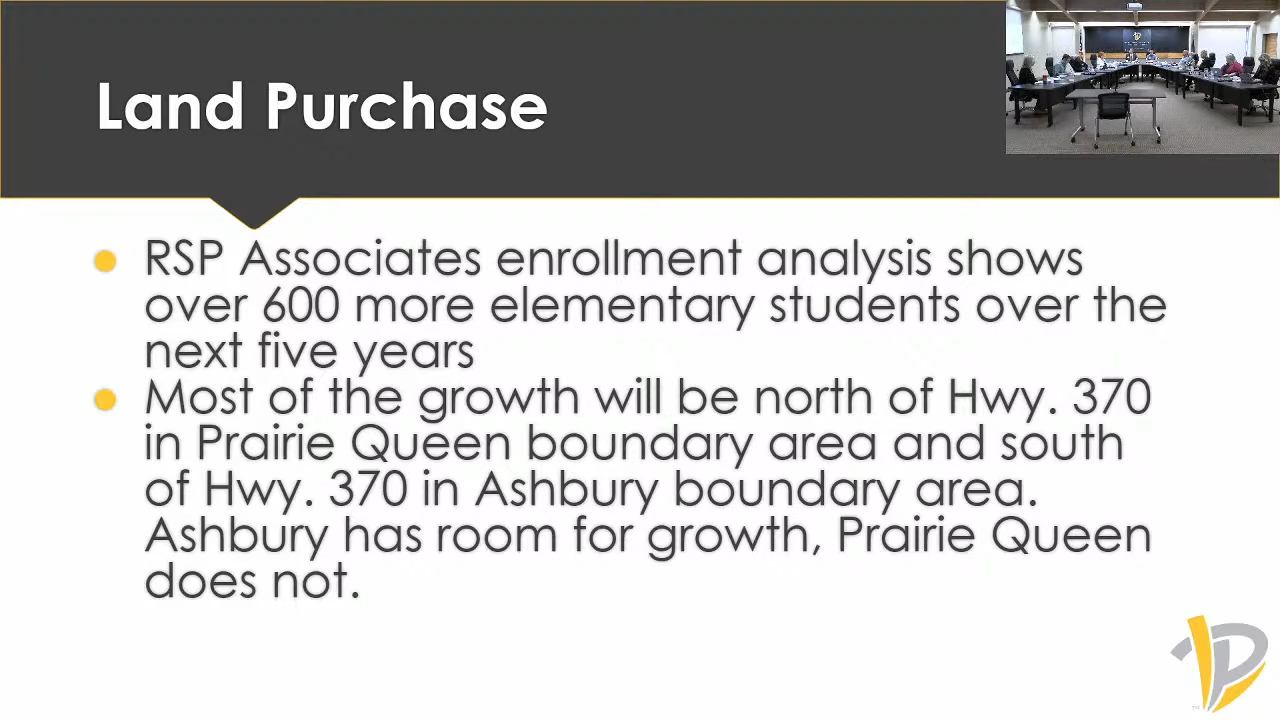 Land Purchase
RSP Associates enrollment analysis shows
over 600 more elementary students over the
next five years
Most of the growth will be north of Hwy. 370
in Prairie Queen boundary area and south
of Hwy. 370 in Ashbury boundary area.
Ashbury has room for growth, Prairie Queen
does not.